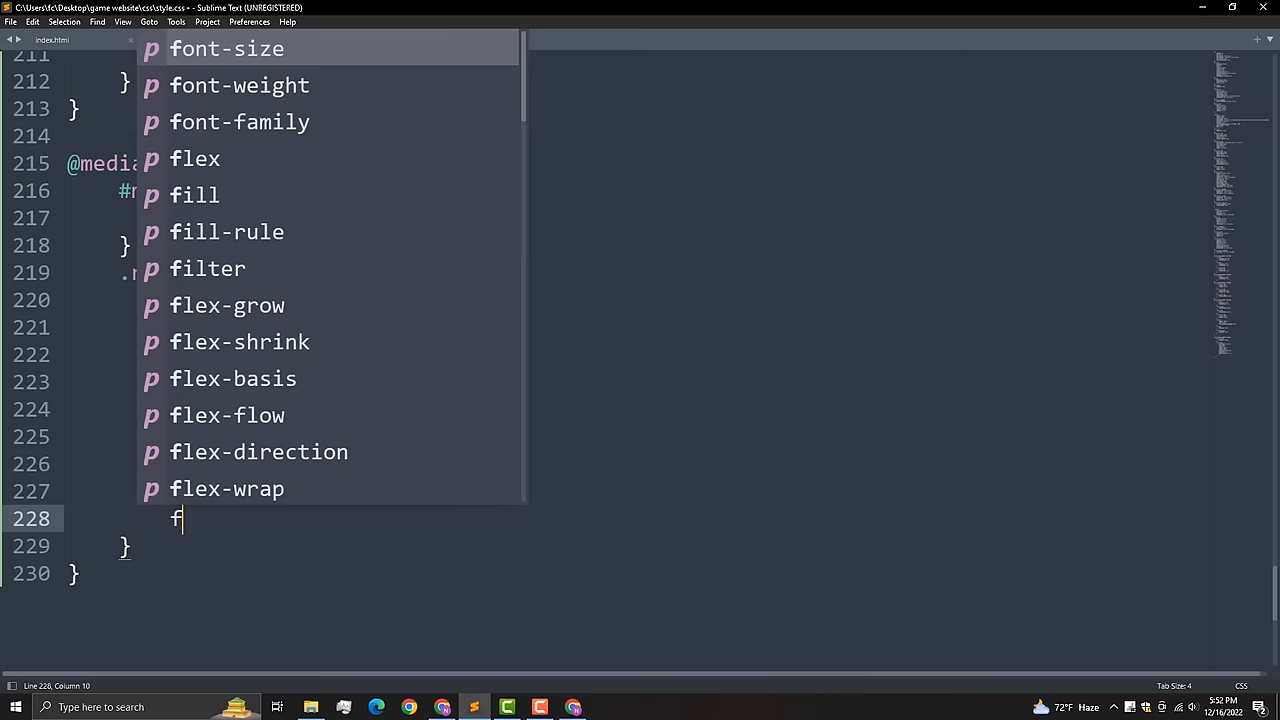 C:\Users\fc\Desktop\game website\css\style.css • - Sublime Text (UNREGISTERED)
File Edit Selection Find View Goto Tools Project Preferences Help
index.html
211
212 }
213 }
214
215 @media
216
217
218 }
219
220
221
222
223
224
225
226
227
228 f
229 }
230 }
p font-size
p font-weight
p font-family
p flex
p fill
p fill-rule
p filter
p flex-grow
p flex-shrink
p flex-basis
p flex-flow
p flex-direction
p flex-wrap
Line 228, Column 10
Tab Size: 4
CSS
Type here to search
72°F Haze
5:52 PM
12/16/2022